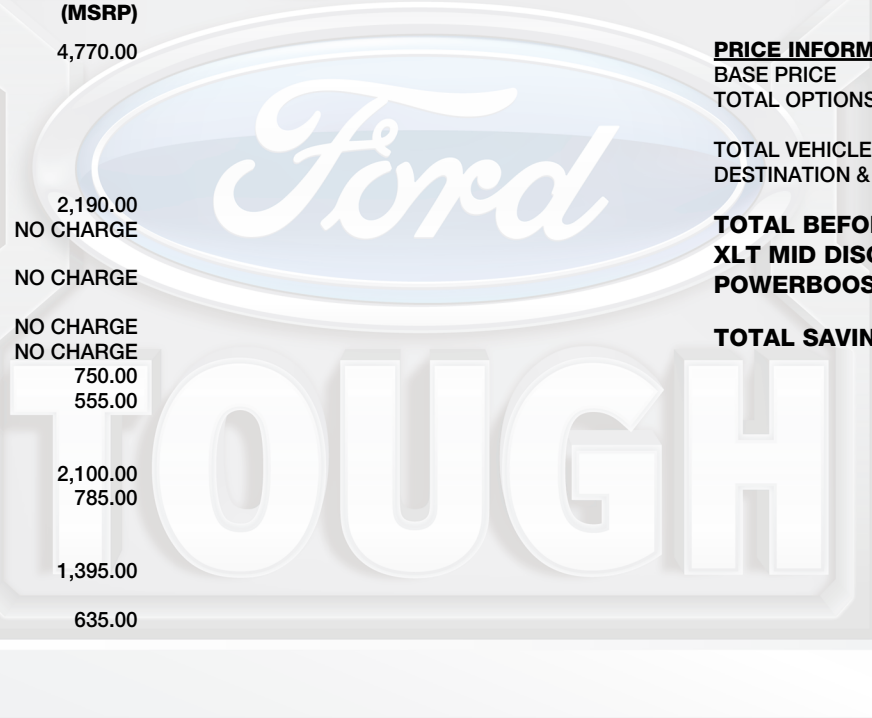 (MSRP)
4,770.00
2,190.00
NO CHARGE
NO CHARGE
NO CHARGE
NO CHARGE
750.00
555.00
2,100.00
785.00
1,395.00
635.00
PRICE INFORM
BASE PRICE
TOTAL OPTIONS
TOTAL VEHICLE
DESTINATION &
TOTAL BEFO
XLT MID DISC
POWERBOOS
TOTAL SAVIN
Ford
TOUGH